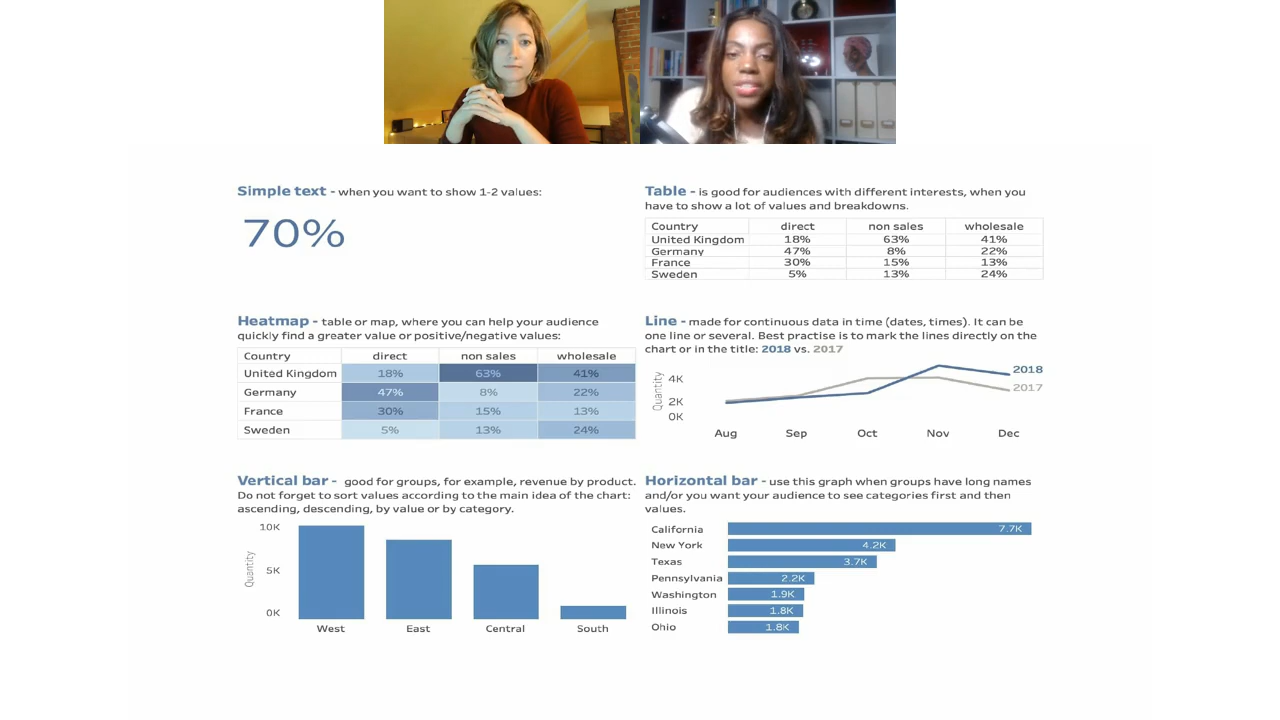 Simple text - when you want to show 1-2 values:
70%
Table - is good for audiences with different interests, when you
have to show a lot of values and breakdowns.
Country direct non sales wholesale
United Kingdom 18% 63% 41%
Germany 47% 8% 22%
France 30% 15% 13%
Sweden 5% 13% 24%
Heatmap - table or map, where you can help your audience
quickly find a greater value or positive/negative values:
Country direct non sales wholesale
United Kingdom 18% 63% 41%
Germany 47% 8% 22%
France 30% 15% 13%
Sweden 5% 13% 24%
Line - made for continuous data in time (dates, times). It can be
one line or several. Best practise is to mark the lines directly on the
chart or in the title: 2018 vs. 2017
Quantity
4K
2K
0K
2018
2017
Aug Sep Oct Nov Dec
Vertical bar - good for groups, for example, revenue by product.
Do not forget to sort values according to the main idea of the chart:
ascending, descending, by value or by category.
Quantity
10K
5K
0K
West East Central South
Horizontal bar - use this graph when groups have long names
and/or you want your audience to see categories first and then
values.
California 7.7K
New York 4.2K
Texas 3.7K
Pennsylvania 2.2K
Washington 1.9K
Illinois 1.8K
Ohio 1.8K